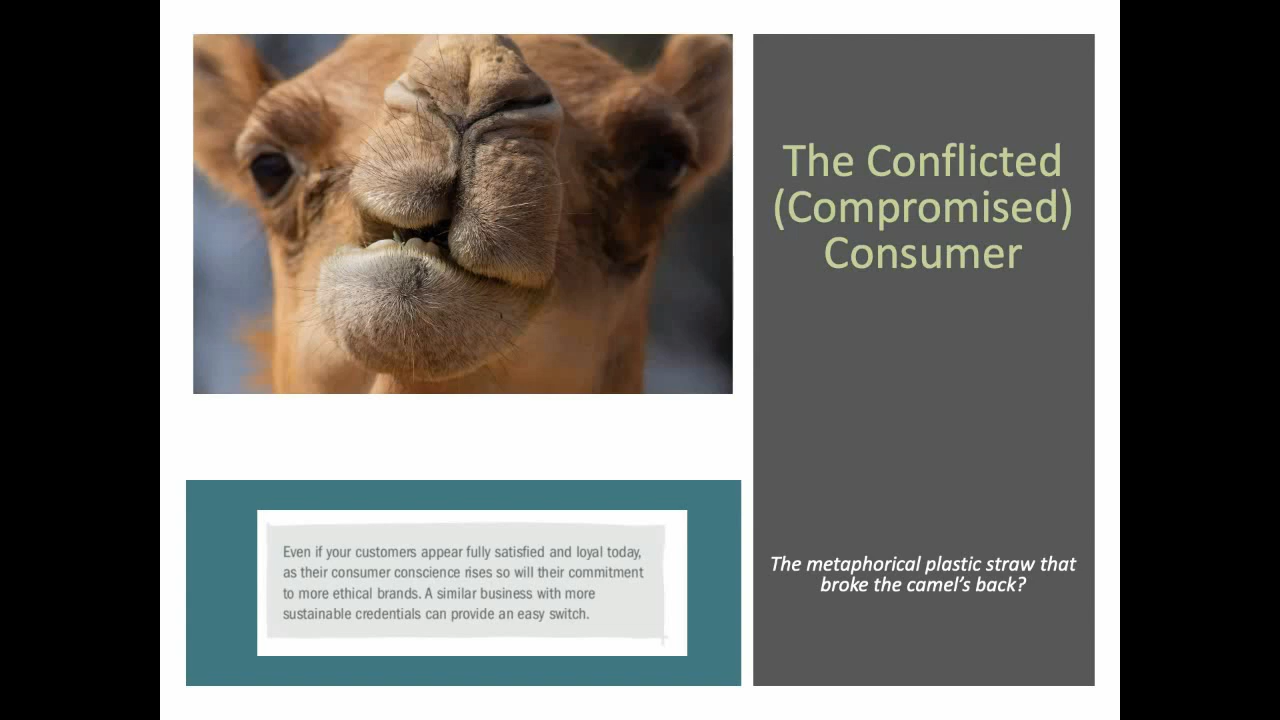 The Conflicted
(Compromised)
Consumer
Even if your customers appear fully satisfied and loyal today,
as their consumer conscience rises so will their commitment
to more ethical brands. A similar business with more
sustainable credentials can provide an easy switch.
The metaphorical plastic straw that
broke the camel's back?